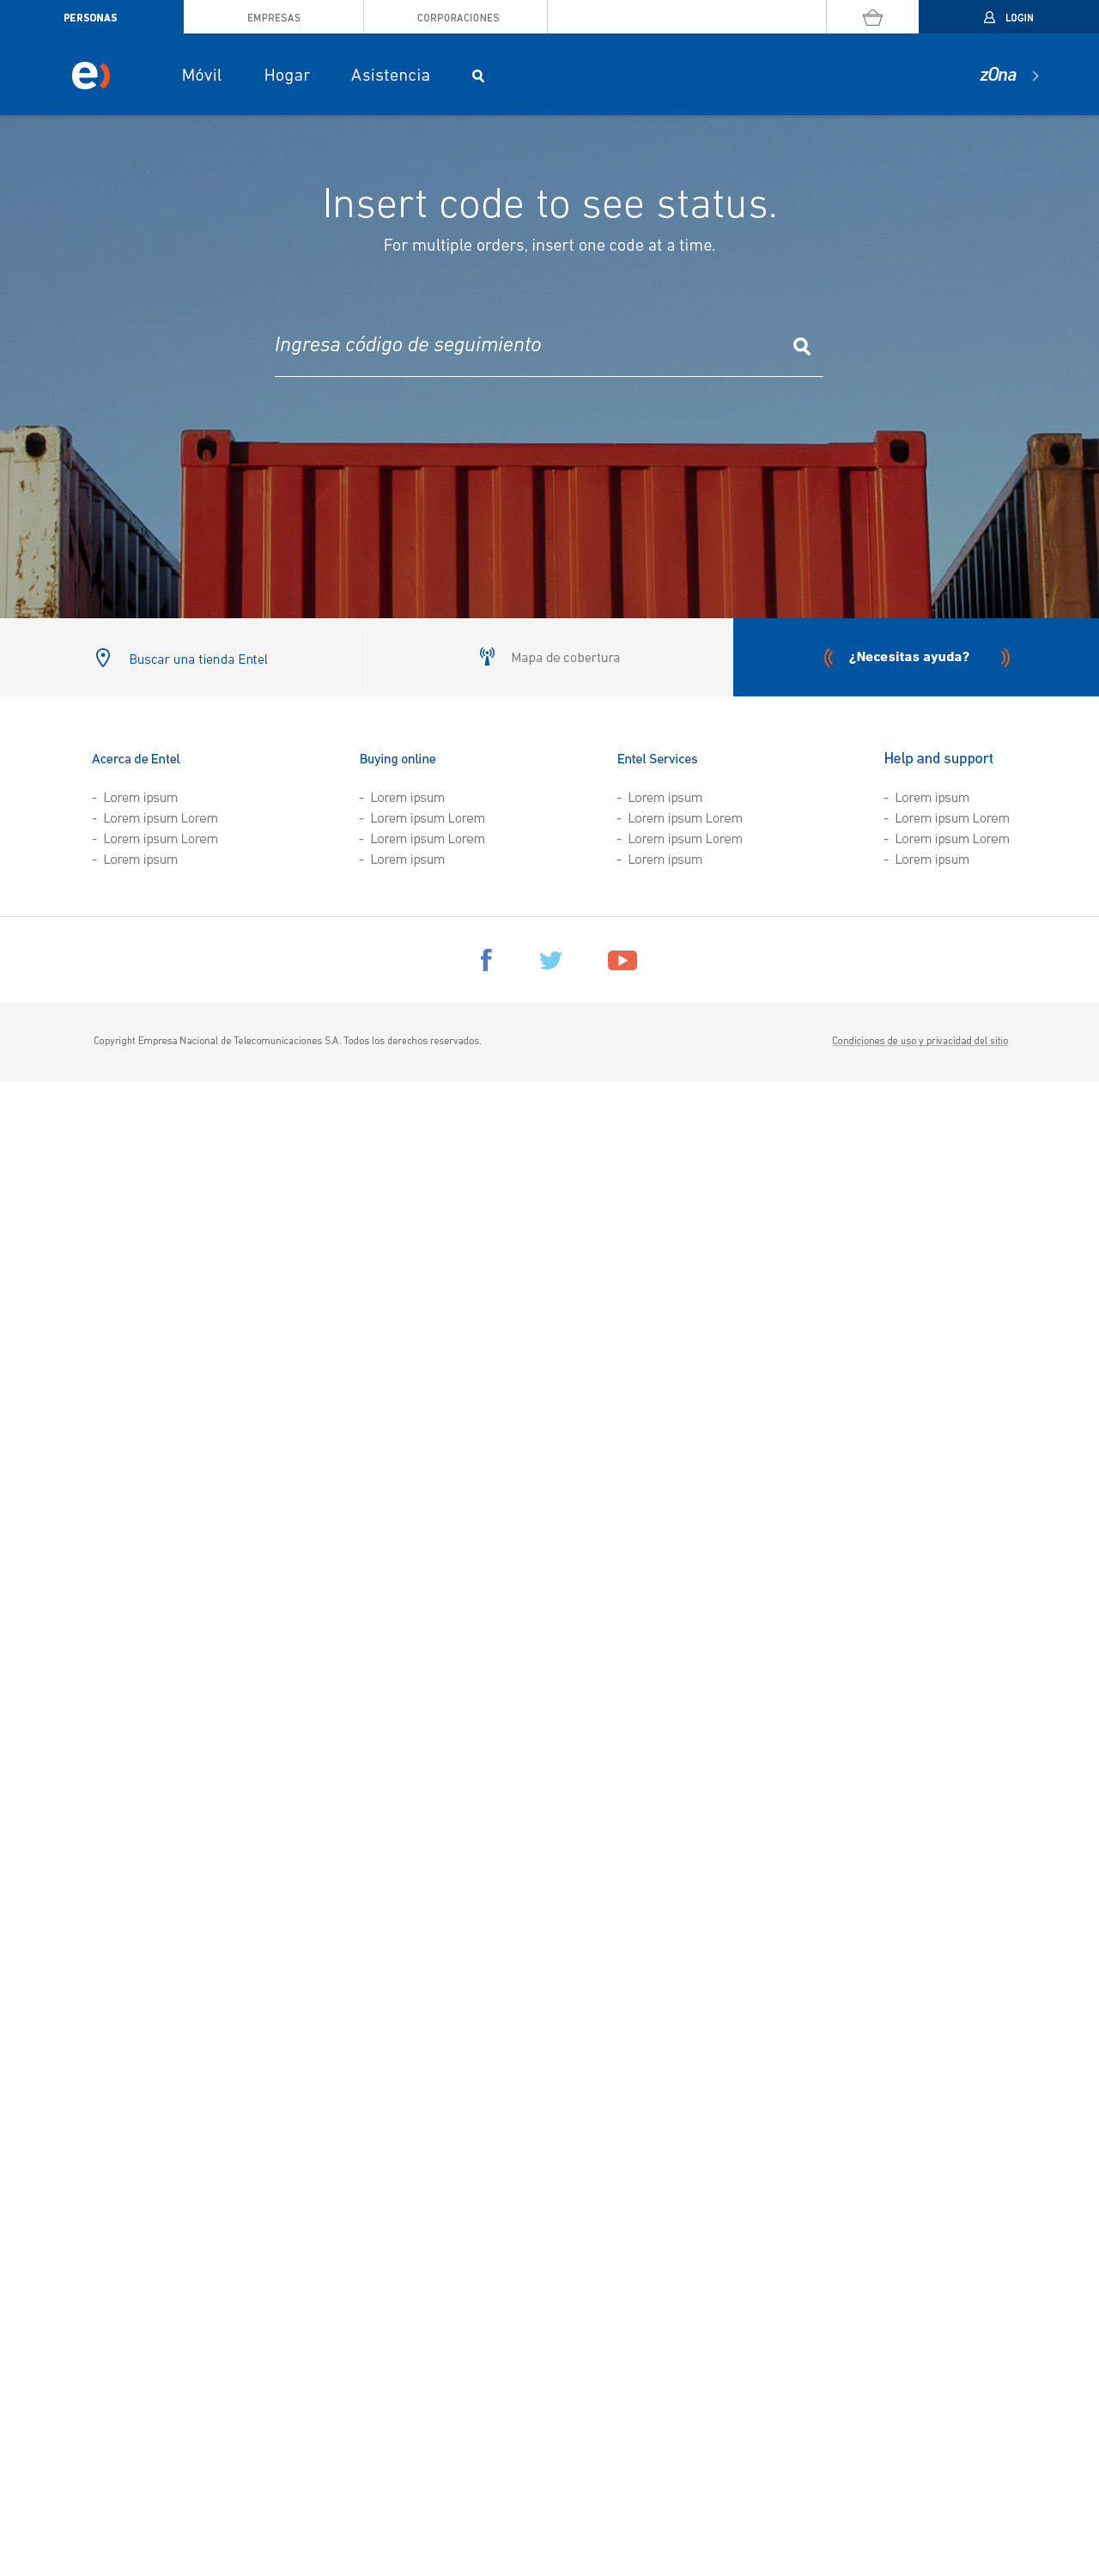 PERSONAS EMPRESAS CORPORACIONES LOGIN
e) Móvil Hogar Asistencia zOna
Insert code to see status.
For multiple orders, insert one code at a time.
Ingresa código de seguimiento
Buscar una tienda Entel Mapa de cobertura ¿Necesitas ayuda?
Acerca de Entel Buying online Entel Services Help and support
- Lorem ipsum - Lorem ipsum - Lorem ipsum - Lorem ipsum
- Lorem ipsum Lorem - Lorem ipsum Lorem - Lorem ipsum Lorem - Lorem ipsum Lorem
- Lorem ipsum Lorem - Lorem ipsum Lorem - Lorem ipsum Lorem - Lorem ipsum Lorem
- Lorem ipsum - Lorem ipsum - Lorem ipsum - Lorem ipsum
Copyright Empresa Nacional de Telecomunicaciones S.A. Todos los derechos reservados. Condiciones de uso y privacidad del sitio